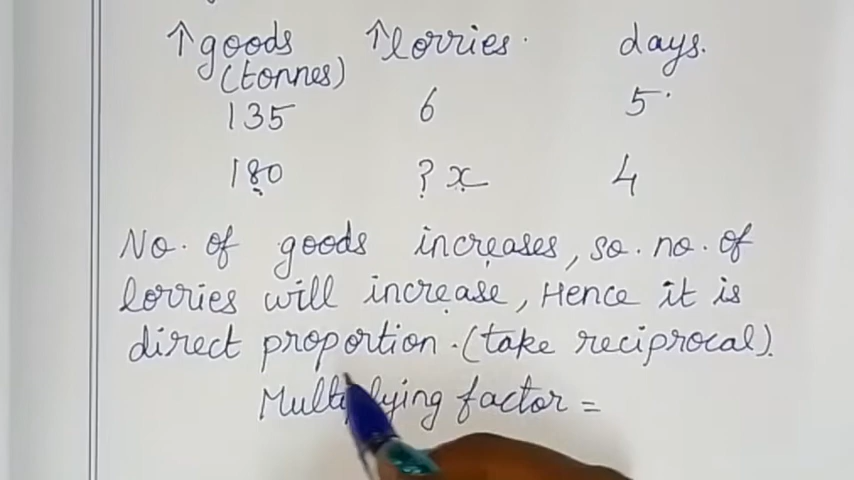 ↑ goods ↑ lorries. days.
(tonnes)
135 6 5
180 ? x 4
No. of goods increases, so. no. of
lorries will increase, Hence it is
direct proportion. (take reciprocal).
Multiplying factor =